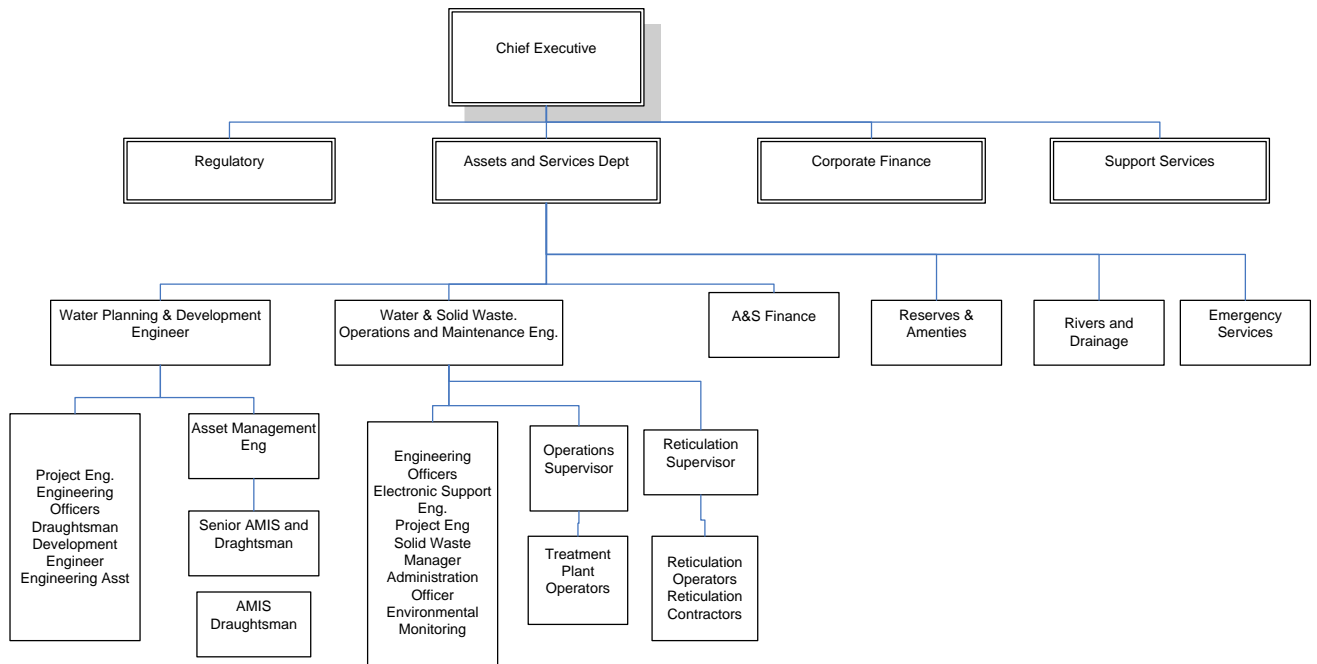 Chief Executive
Regulatory
Assets and Services Dept
Corporate Finance
Support Services
Water Planning & Development
Engineer
Water & Solid Waste.
Operations and Maintenance Eng.
A&S Finance
Reserves &
Amenties
Rivers and
Drainage
Emergency
Services
Project Eng.
Engineering
Officers
Draughtsman
Development
Engineer
Engineering Asst
Asset Management
Eng
Senior AMIS and
Draghtsman
AMIS
Draughtsman
Engineering
Officers
Electronic Support
Eng.
Project Eng
Solid Waste
Manager
Administration
Officer
Environmental
Monitoring
Operations
Supervisor
Treatment
Plant
Operators
Reticulation
Supervisor
Reticulation
Operators
Reticulation
Contractors